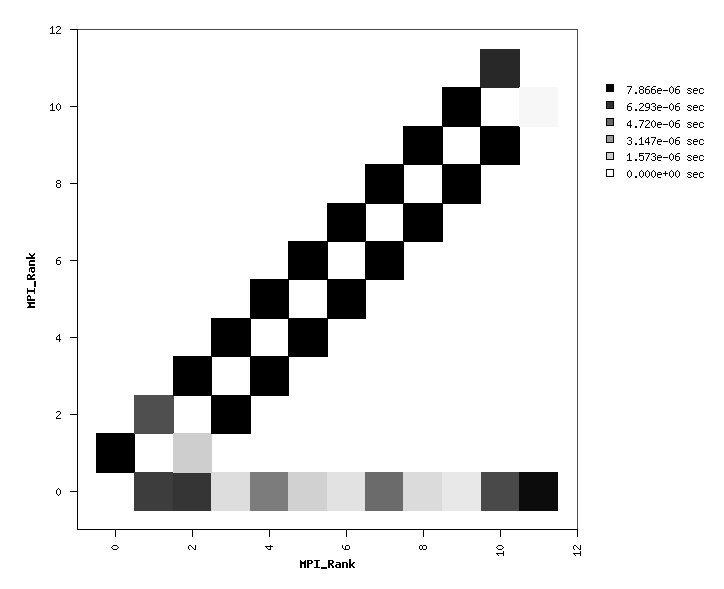 12
10
8
6
4
2
0
MPI_Rank
0
2
4
6
8
10
12
MPI_Rank
7.866e-06 sec
6.293e-06 sec
4.720e-06 sec
3.147e-06 sec
1.573e-06 sec
0.000e+00 sec